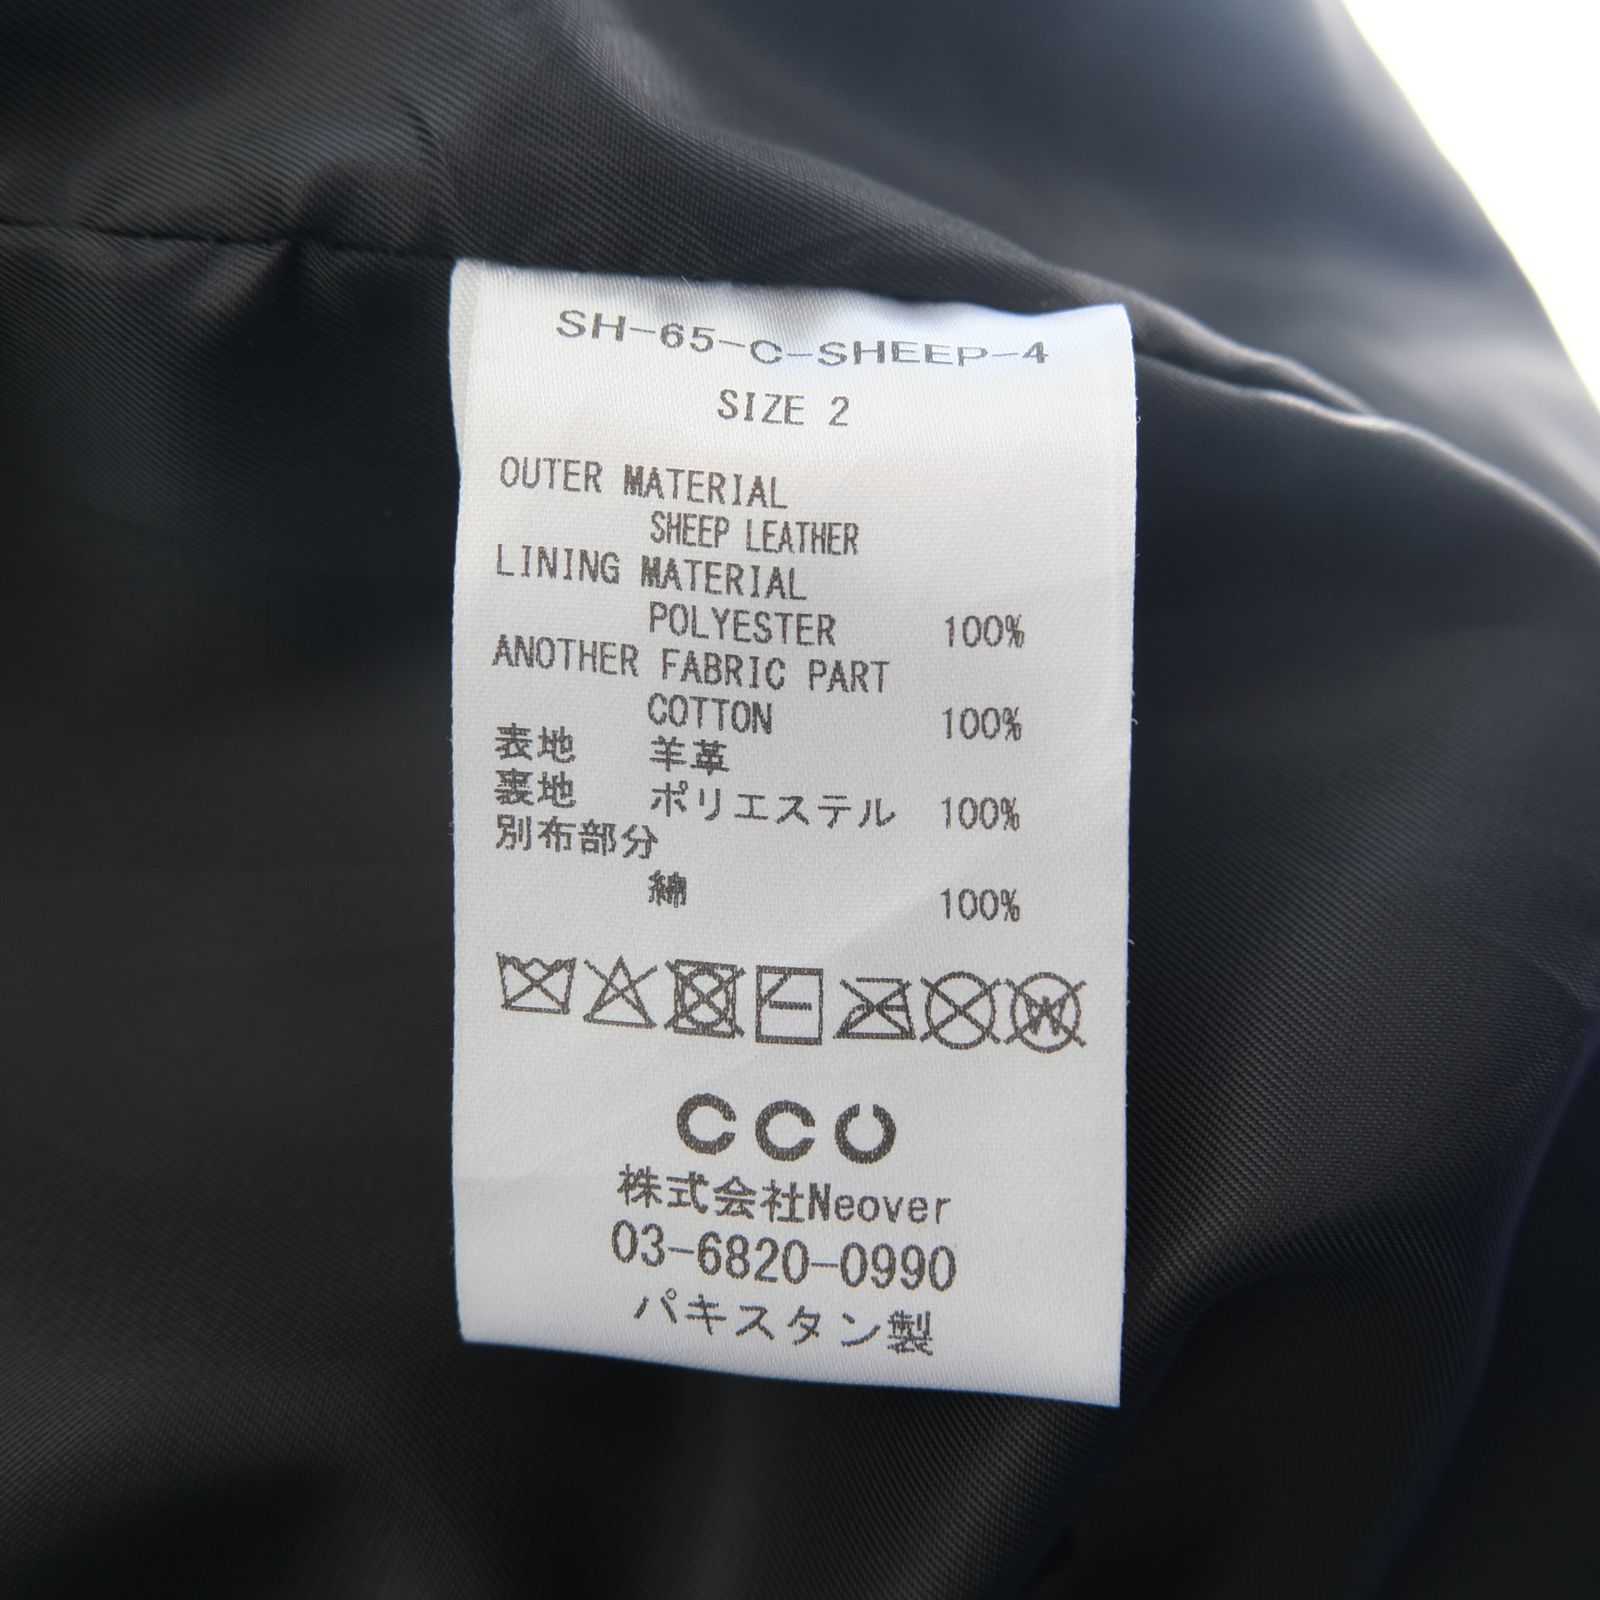 SH-65-C-SHEEP-4
SIZE 2
OUTER MATERIAL
SHEEP LEATHER
LINING MATERIAL
POLYESTER 100%
ANOTHER FABRIC PART
COTTON 100%
表地 羊革
裏地 ポリエステル 100%
別布部分
綿 100%
CCU
株式会社Neover
03-6820-0990
パキスタン製